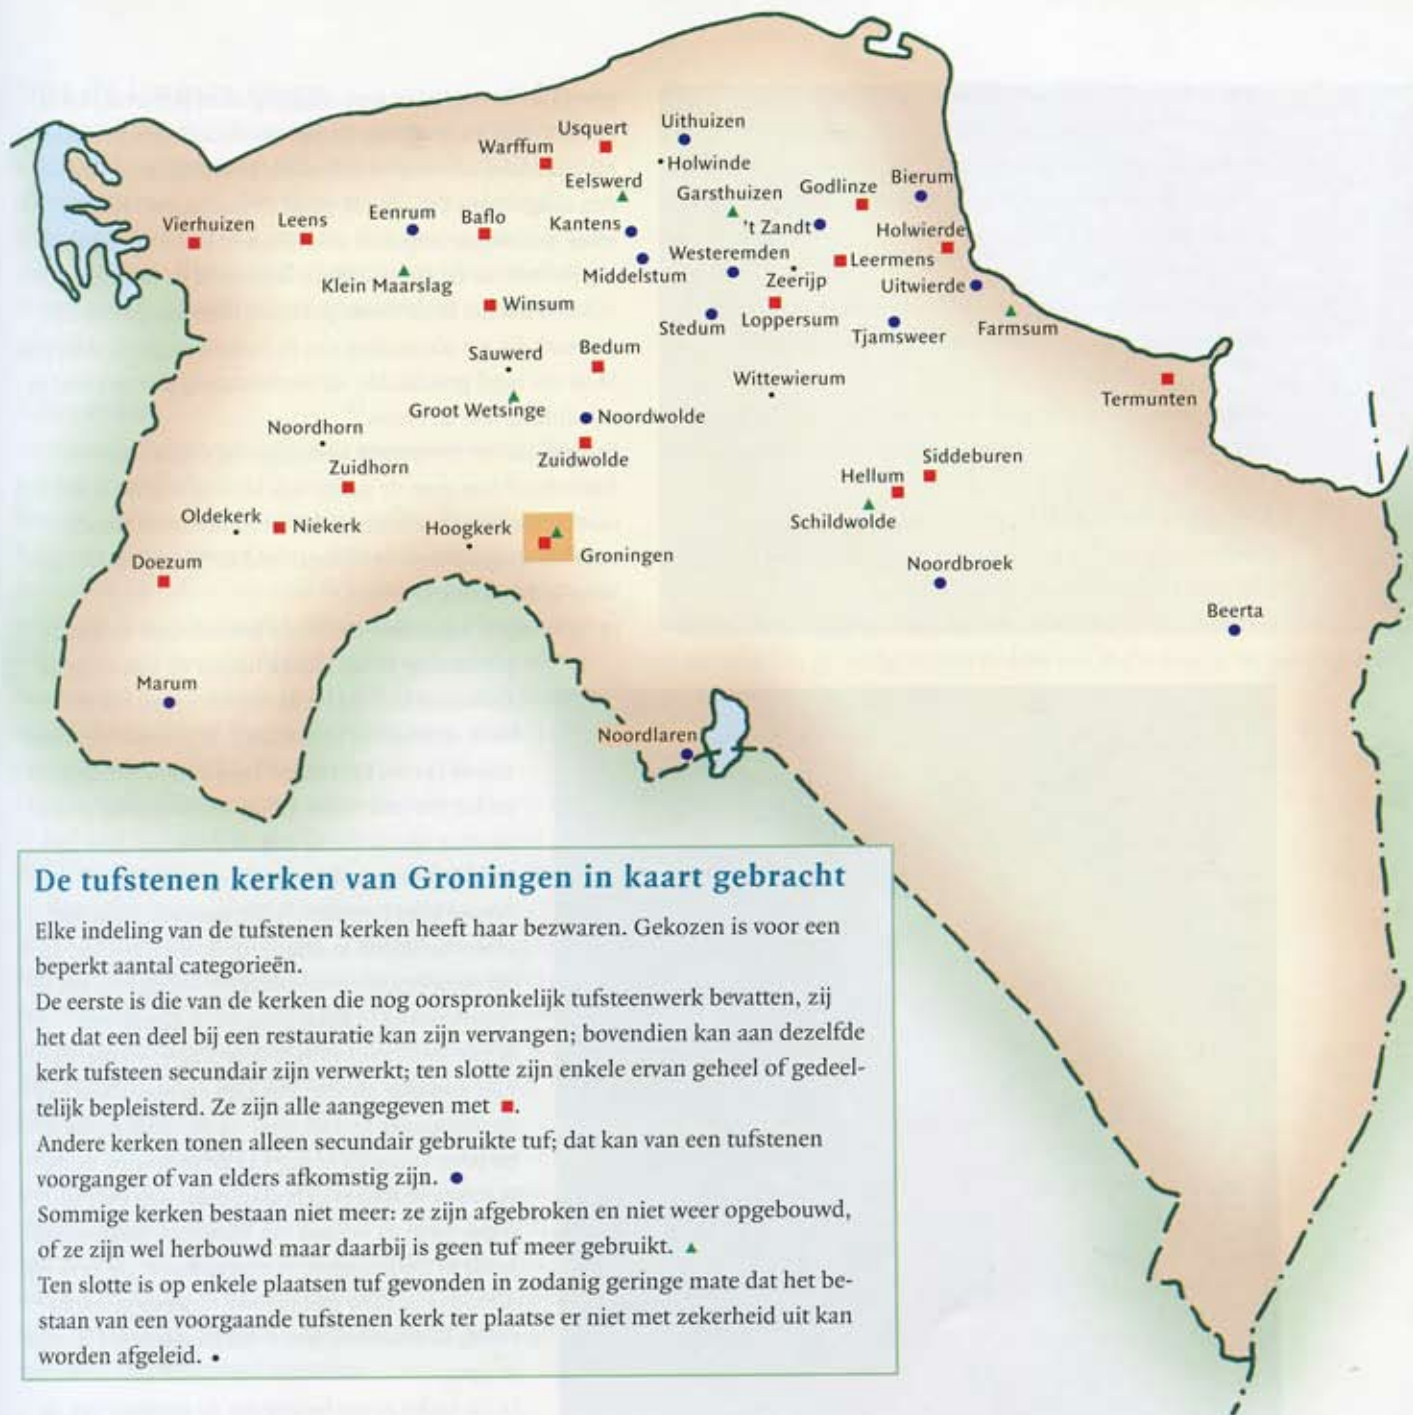 Uithuizen
Usquert
Warffum
Holwinde
Eelswerd
Garsthuizen
Godlinze
Bierum
Vierhuizen
Leens
Eenrum
Baflo
Kantens
't Zandt
Holwierde
Westeremden
Leermens
Middelstum
Zeerijp
Uitwierde
Klein Maarslag
Winsum
Stedum
Loppersum
Tjamsweer
Farmsum
Sauwerd
Bedum
Wittewierum
Termunten
Groot Wetsinge
Noordwolde
Noordhorn
Zuidwolde
Siddeburen
Zuidhorn
Hellum
Oldekerk
Niekerk
Hoogkerk
Schildwolde
Groningen
Doezum
Noordbroek
Beerta
Marum
Noordlaren
De tufstenen kerken van Groningen in kaart gebracht
Elke indeling van de tufstenen kerken heeft haar bezwaren. Gekozen is voor een
beperkt aantal categorieën.
De eerste is die van de kerken die nog oorspronkelijk tufsteenwerk bevatten, zij
het dat een deel bij een restauratie kan zijn vervangen; bovendien kan aan dezelfde
kerk tufsteen secundair zijn verwerkt; ten slotte zijn enkele ervan geheel of gedeel-
telijk bepleisterd. Ze zijn alle aangegeven met ■.
Andere kerken tonen alleen secundair gebruikte tuf; dat kan van een tufstenen
voorganger of van elders afkomstig zijn. ●
Sommige kerken bestaan niet meer: ze zijn afgebroken en niet weer opgebouwd,
of ze zijn wel herbouwd maar daarbij is geen tuf meer gebruikt. ▲
Ten slotte is op enkele plaatsen tuf gevonden in zodanig geringe mate dat het be-
staan van een voorgaande tufstenen kerk ter plaatse er niet met zekerheid uit kan
worden afgeleid. •